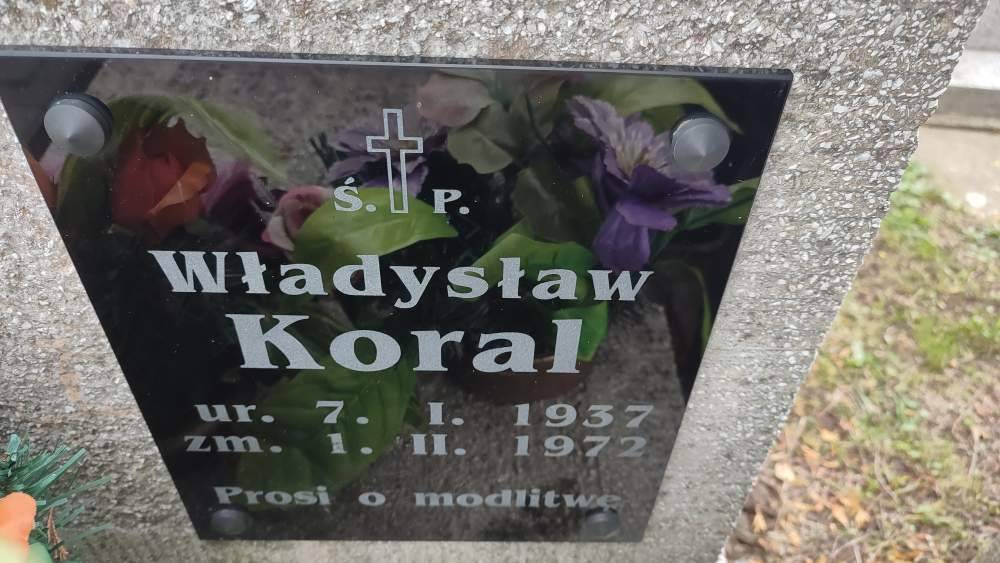 Ś. P.
Władysław
Koral
ur. 7. I. 1937
zm. 1. II. 1972
Prosi o modlitwę